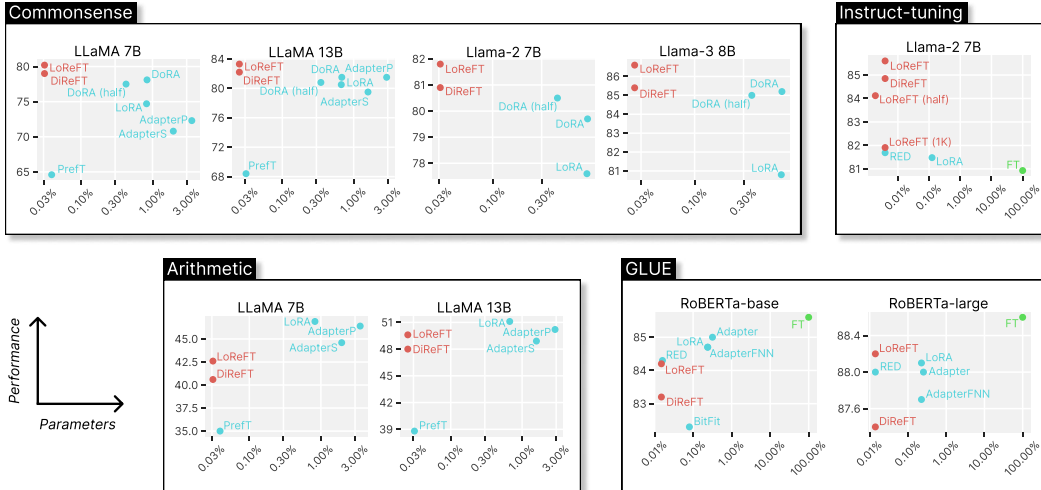 Commonsense
LLaMA 7B
80
75
70
65
LoReFT
DiReFT
DoRA
DoRA (half)
LoRA
AdapterP
AdapterS
PrefT
0.03%
0.10%
0.30%
1.00%
3.00%
LLaMA 13B
84
80
76
72
68
LoReFT
DiReFT
DoRA
AdapterP
DoRA (half)
LoRA
AdapterS
PrefT
0.03%
0.10%
0.30%
1.00%
3.00%
Llama-2 7B
82
81
80
79
78
LoReFT
DiReFT
DoRA (half)
DoRA
LoRA
0.03%
0.10%
0.30%
Llama-3 8B
86
85
84
83
82
81
LoReFT
DiReFT
DoRA
DoRA (half)
LoRA
0.03%
0.10%
0.30%
Instruct-tuning
Llama-2 7B
85
84
83
82
81
LoReFT
DiReFT
LoReFT (half)
LoReFT (1K)
RED
LoRA
FT
0.01%
0.10%
1.00%
10.00%
100.00%
Performance
Parameters
Arithmetic
LLaMA 7B
45.0
42.5
40.0
37.5
35.0
LoRA
AdapterP
AdapterS
LoReFT
DiReFT
PrefT
0.03%
0.10%
0.30%
1.00%
3.00%
LLaMA 13B
51
48
45
42
39
LoRA
AdapterP
LoReFT
DiReFT
AdapterS
PrefT
0.03%
0.10%
0.30%
1.00%
3.00%
GLUE
RoBERTa-base
85
84
83
FT
Adapter
LoRA
AdapterFNN
RED
LoReFT
DiReFT
BitFit
0.01%
0.10%
1.00%
10.00%
100.00%
RoBERTa-large
88.4
88.0
87.6
FT
LoReFT
LoRA
RED
Adapter
AdapterFNN
DiReFT
0.01%
0.10%
1.00%
10.00%
100.00%